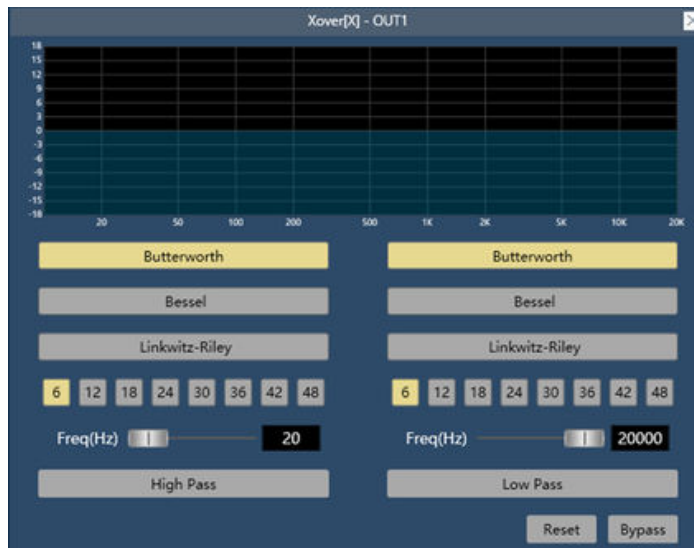 Xover[X] - OUT1
18
15
12
9
6
3
0
-3
-6
-9
-12
-15
-18
20 50 100 200 500 1K 2K 5K 10K 20K
Butterworth Butterworth
Bessel Bessel
Linkwitz-Riley Linkwitz-Riley
6 12 18 24 30 36 42 48 6 12 18 24 30 36 42 48
Freq(Hz) 20 Freq(Hz) 20000
High Pass Low Pass
Reset Bypass